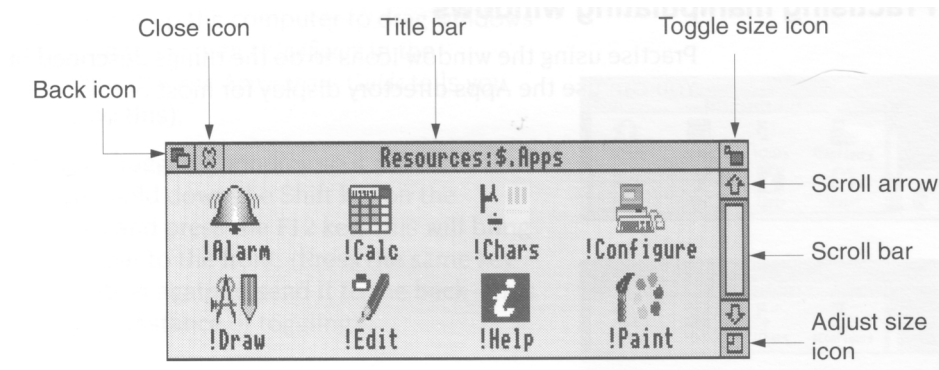 Close icon
Title bar
Toggle size icon
Back icon
Resources:$.Apps
Scroll arrow
!Alarm
!Calc
!Chars
!Configure
Scroll bar
!Draw
!Edit
!Help
!Paint
Adjust size
icon